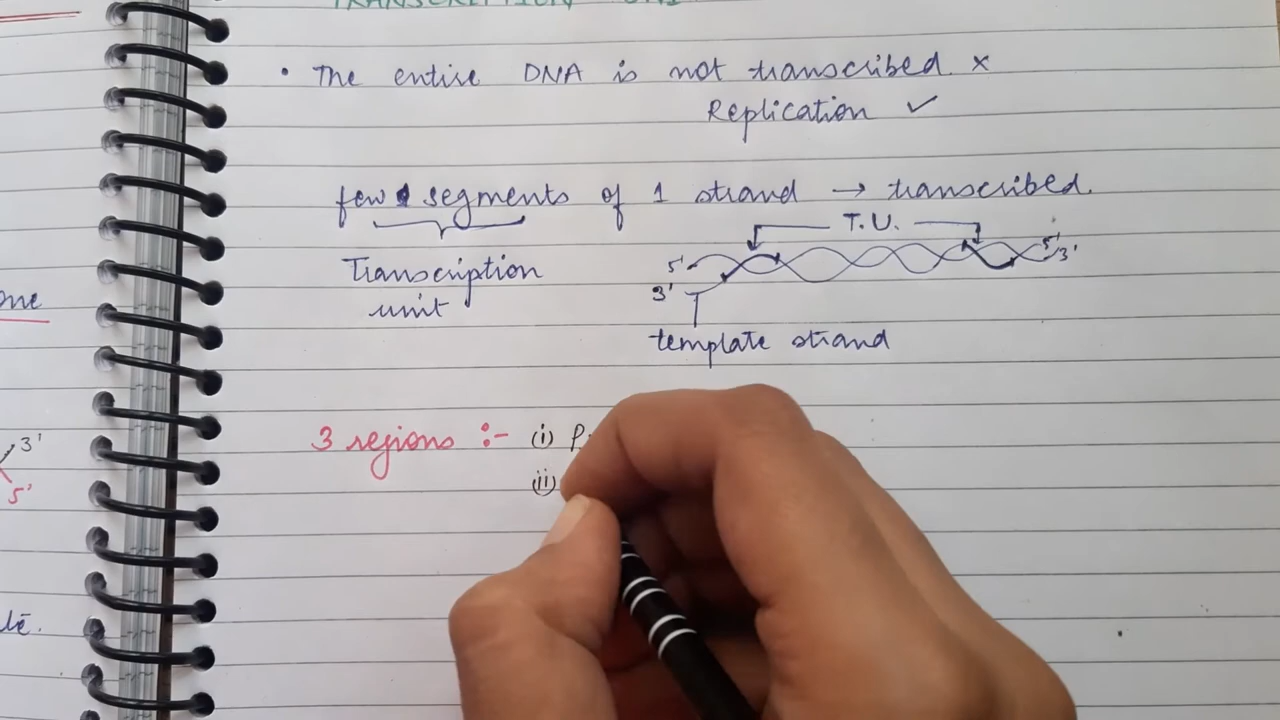 • The entire DNA is not transcribed ×
Replication ✓
few segments of 1 strand → transcribed.
T.U.
Transcription
unit
5' 5'
3' 3'
template strand
3 regions :- (i)
(ii)
3'
5'